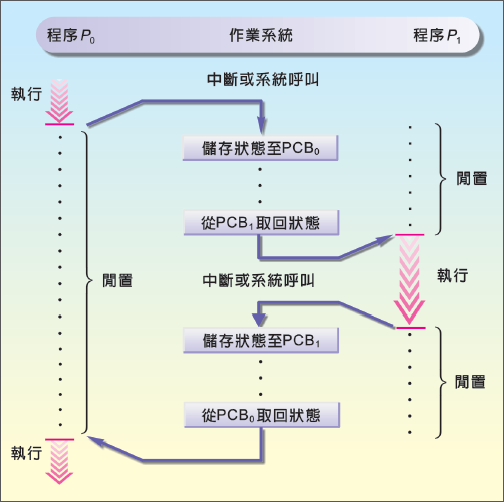 程序P₀
作業系統
程序P₁
中斷或系統呼叫
執行
儲存狀態至PCB₀
閒置
從PCB₁取回狀態
閒置
中斷或系統呼叫
執行
儲存狀態至PCB₁
閒置
從PCB₀取回狀態
執行